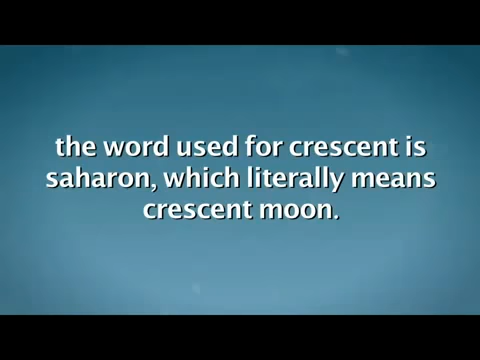 the word used for crescent is
saharon, which literally means
crescent moon.